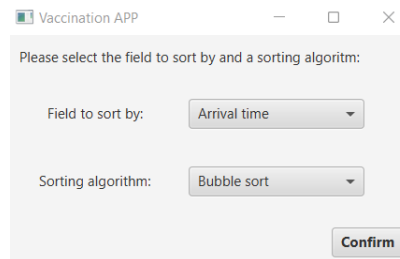 Vaccination APP
Please select the field to sort by and a sorting algoritm:
Field to sort by: Arrival time
Sorting algorithm: Bubble sort
Confirm